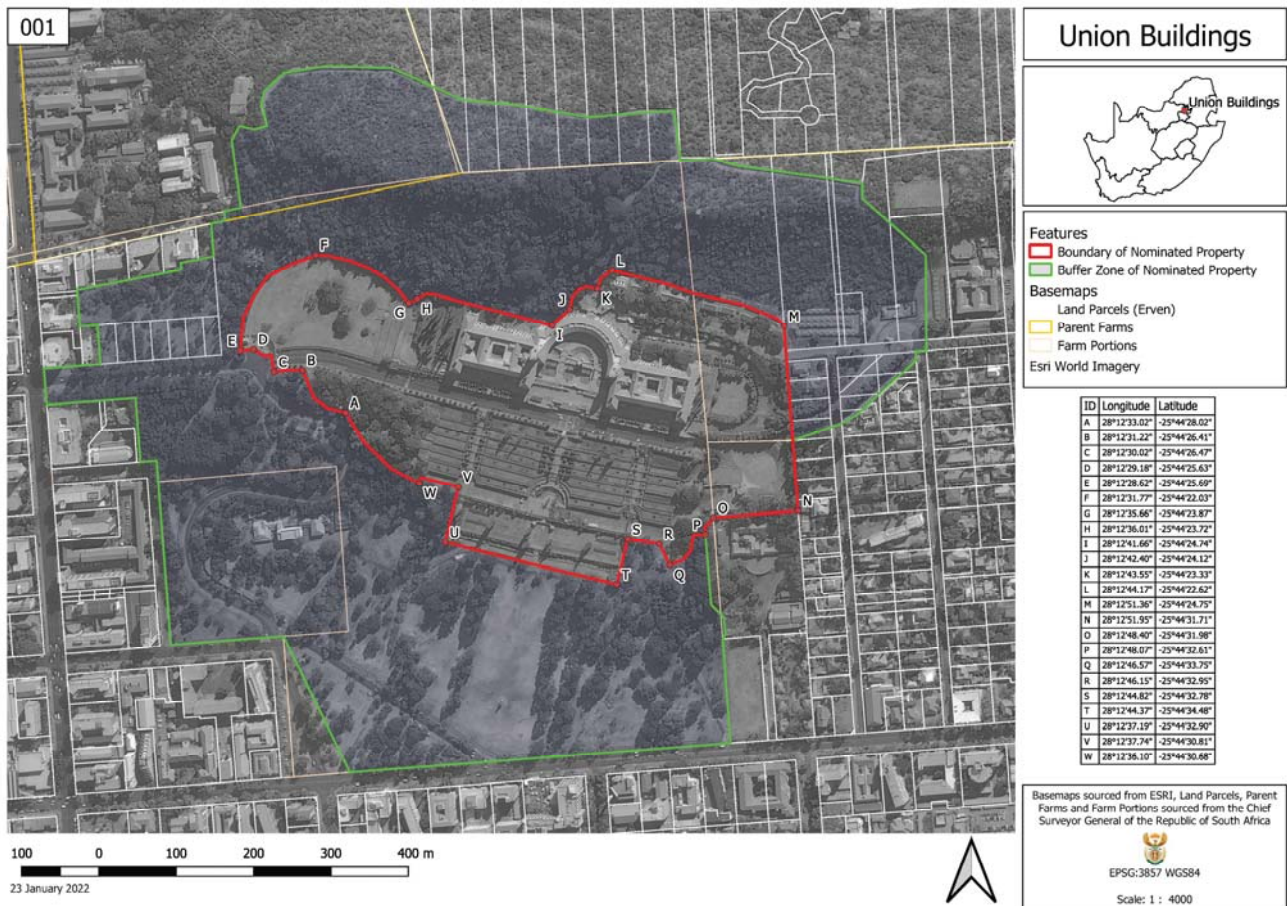 001
F
L
G
H
J
K
I
M
E
D
C
B
A
W
V
U
S
R
P
O
N
T
Q
100 0 100 200 300 400 m
23 January 2022
Union Buildings
Union Buildings
Features
Boundary of Nominated Property
Buffer Zone of Nominated Property
Basemaps
Land Parcels (Erven)
Parent Farms
Farm Portions
Esri World Imagery
ID Longitude Latitude
A 28°12'33.02" -25°44'28.02"
B 28°12'31.22" -25°44'26.41"
C 28°12'30.02" -25°44'26.47"
D 28°12'29.18" -25°44'25.63"
E 28°12'28.62" -25°44'25.69"
F 28°12'31.77" -25°44'22.03"
G 28°12'35.66" -25°44'23.87"
H 28°12'36.01" -25°44'23.72"
I 28°12'41.66" -25°44'24.74"
J 28°12'42.40" -25°44'24.12"
K 28°12'43.55" -25°44'23.33"
L 28°12'44.17" -25°44'22.62"
M 28°12'51.36" -25°44'24.75"
N 28°12'51.95" -25°44'31.71"
O 28°12'48.40" -25°44'31.98"
P 28°12'48.07" -25°44'32.61"
Q 28°12'46.57" -25°44'33.75"
R 28°12'46.15" -25°44'32.95"
S 28°12'44.82" -25°44'32.78"
T 28°12'44.37" -25°44'34.48"
U 28°12'37.19" -25°44'32.90"
V 28°12'37.74" -25°44'30.81"
W 28°12'36.10" -25°44'30.68"
Basemaps sourced from ESRI, Land Parcels, Parent
Farms and Farm Portions sourced from the Chief
Surveyor General of the Republic of South Africa
EPSG:3857 WGS84
Scale: 1 : 4000